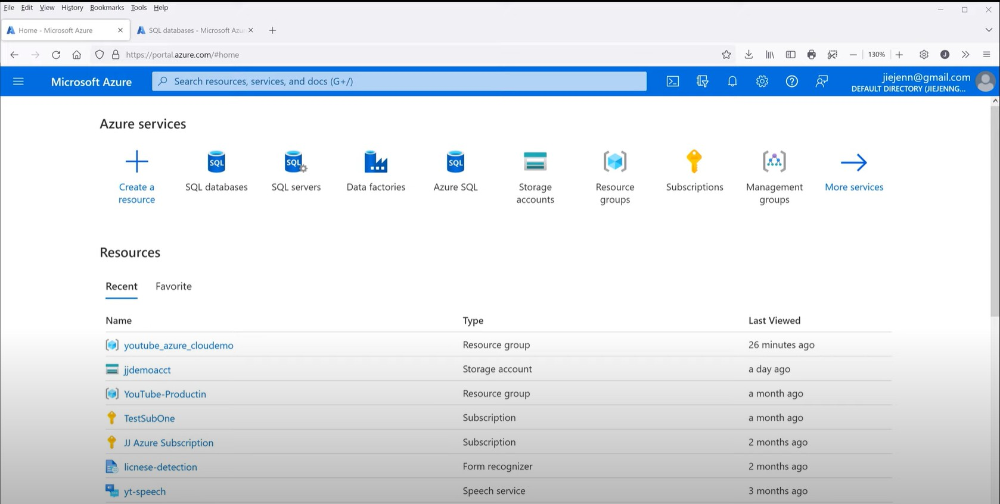 File Edit View History Bookmarks Tools Help
Home - Microsoft Azure
SQL databases - Microsoft Azu
https://portal.azure.com/#home
130%
J
Microsoft Azure
Search resources, services, and docs (G+/)
jiejenn@gmail.com
DEFAULT DIRECTORY (JIEJENNG...
Azure services
SQL
SQL
SQL
Create a
resource
SQL databases
SQL servers
Data factories
Azure SQL
Storage
accounts
Resource
groups
Subscriptions
Management
groups
More services
Resources
Recent Favorite
Name Type Last Viewed
youtube_azure_cloudemo Resource group 26 minutes ago
jjdemoacct Storage account a day ago
YouTube-Productin Resource group a month ago
TestSubOne Subscription a month ago
JJ Azure Subscription Subscription 2 months ago
licnese-detection Form recognizer 2 months ago
yt-speech Speech service 3 months ago